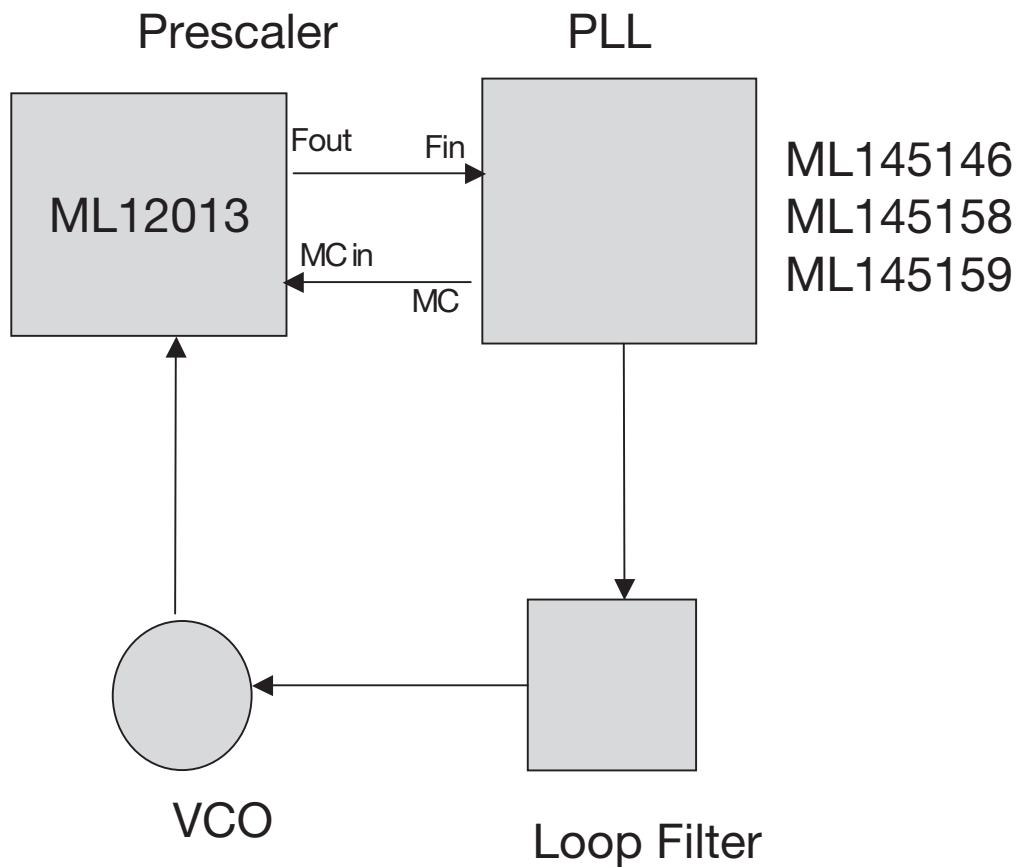 Prescaler
PLL
Fout
Fin
ML12013
MC in
MC
ML145146
ML145158
ML145159
VCO
Loop Filter